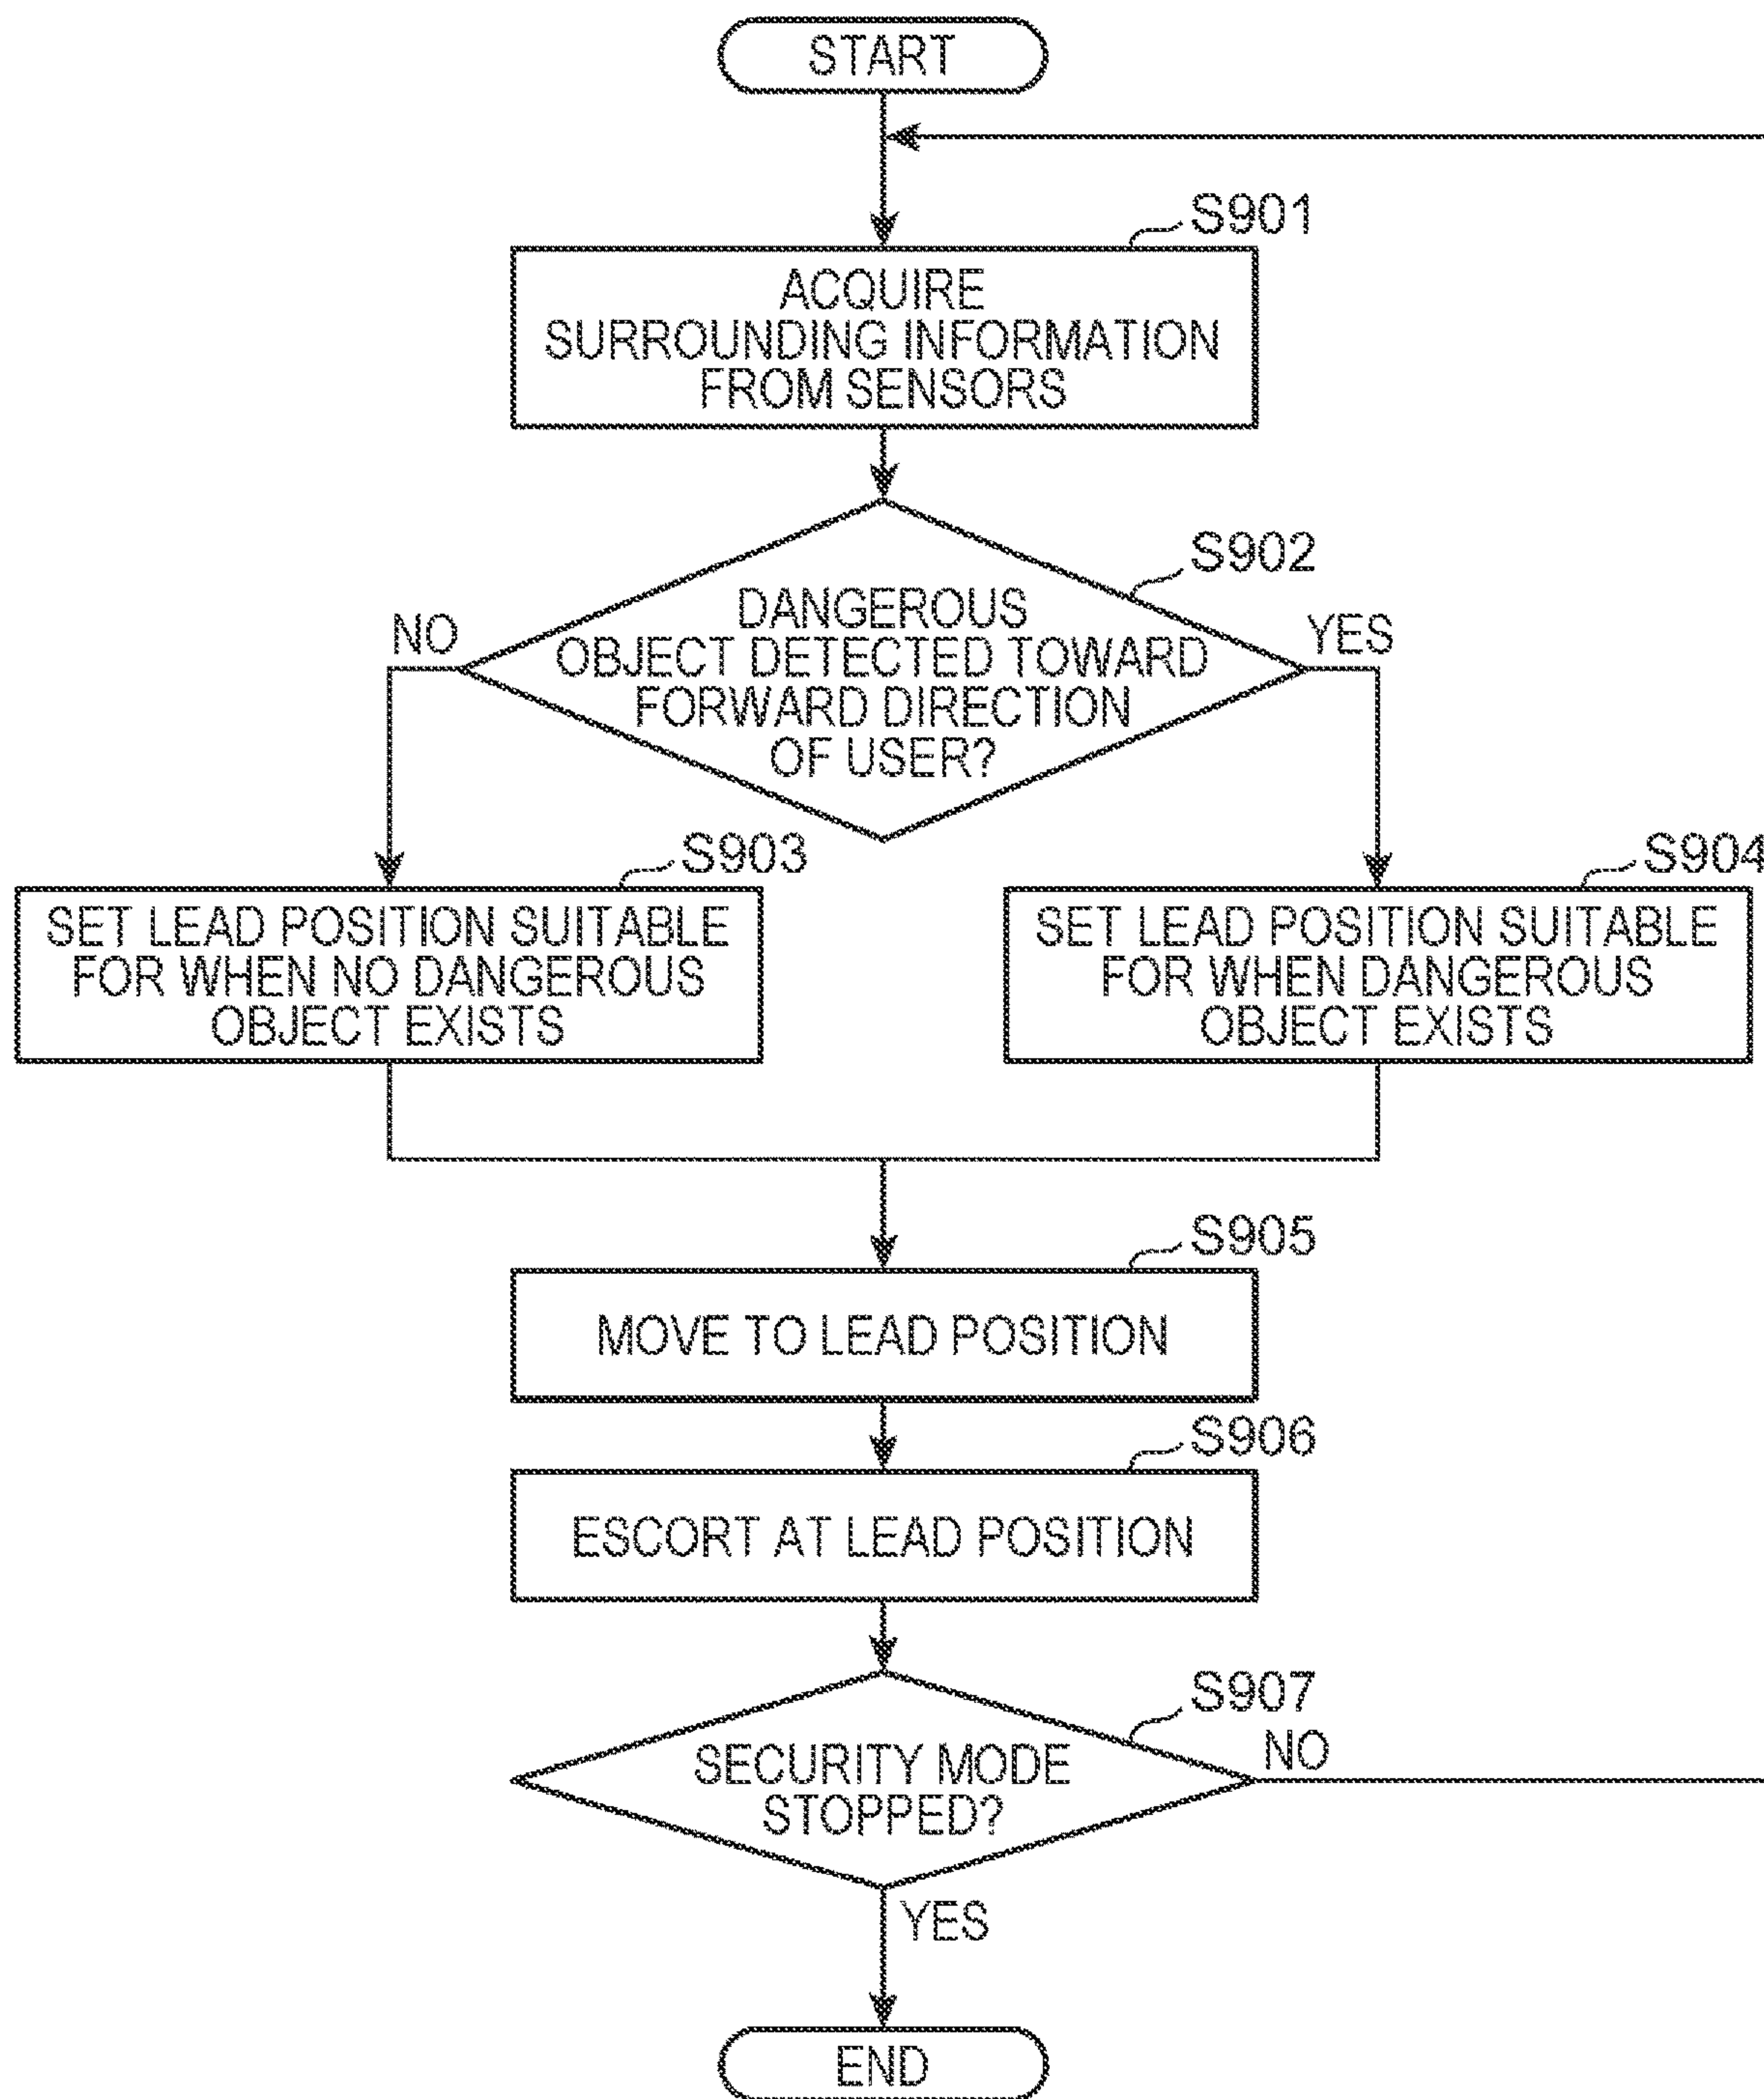 START
S901
ACQUIRE
SURROUNDING INFORMATION
FROM SENSORS
S902
DANGEROUS
OBJECT DETECTED TOWARD
FORWARD DIRECTION
OF USER?
NO
YES
S903
SET LEAD POSITION SUITABLE
FOR WHEN NO DANGEROUS
OBJECT EXISTS
S904
SET LEAD POSITION SUITABLE
FOR WHEN DANGEROUS
OBJECT EXISTS
S905
MOVE TO LEAD POSITION
S906
ESCORT AT LEAD POSITION
S907
SECURITY MODE
STOPPED?
NO
YES
END